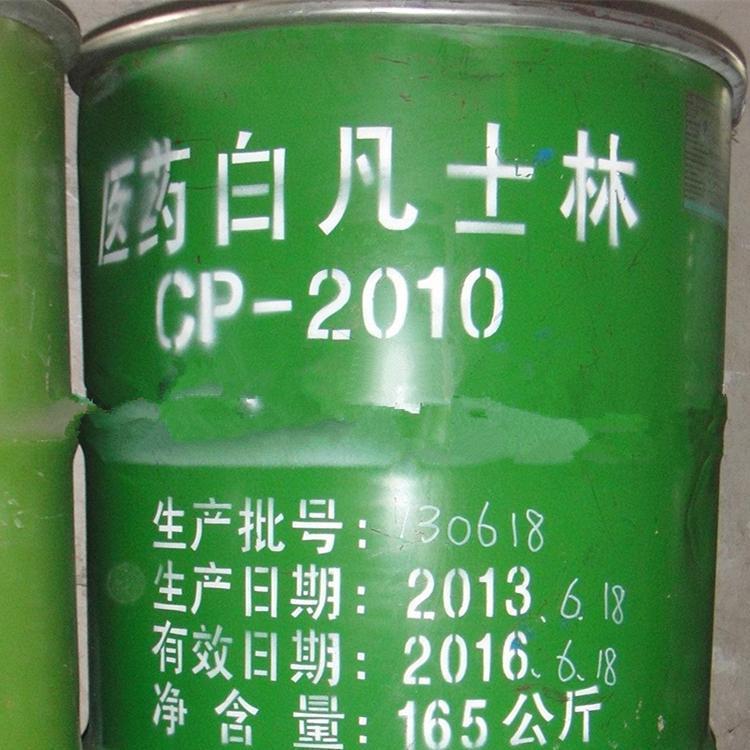 医药白凡士林
CP-2010
生产批号:130618
生产日期:2013.6.18
有效日期:2016.6.18
净含量:165公斤